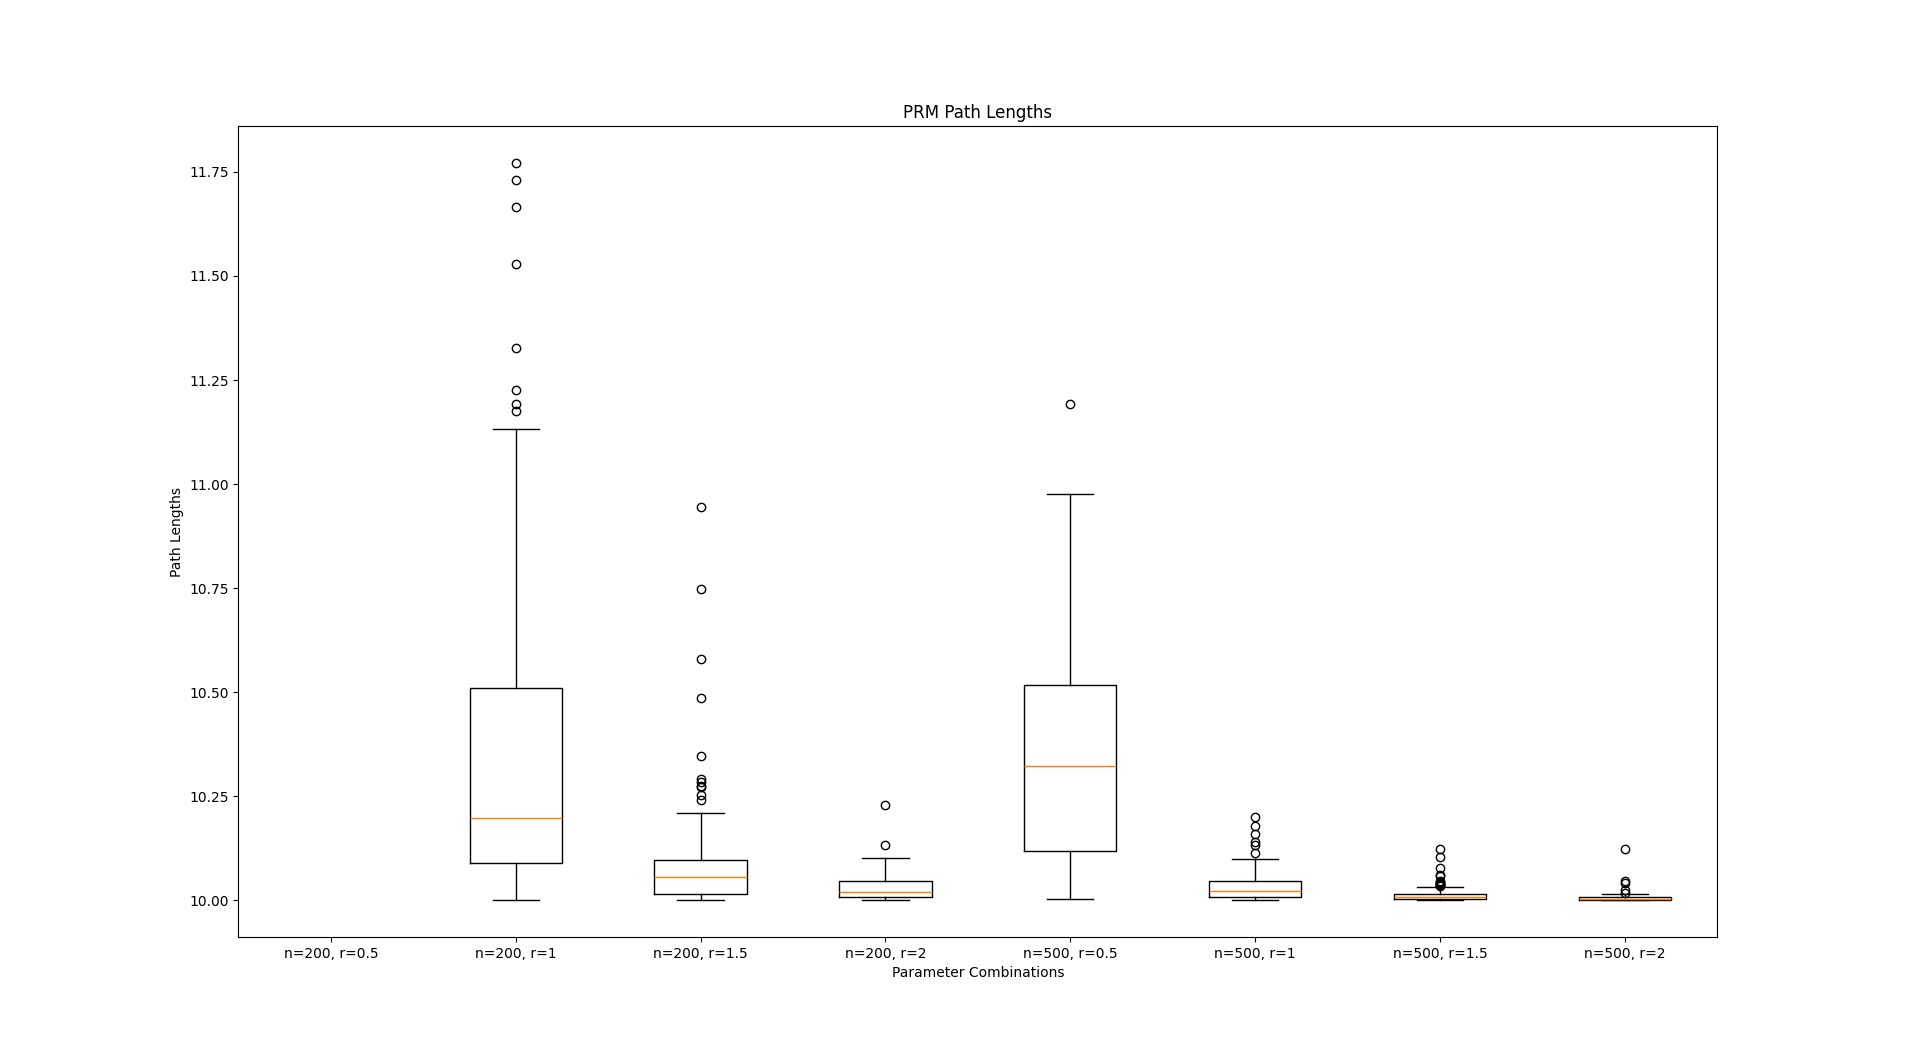 PRM Path Lengths
Path Lengths
11.75
11.50
11.25
11.00
10.75
10.50
10.25
10.00
n=200, r=0.5
n=200, r=1
n=200, r=1.5
n=200, r=2
n=500, r=0.5
n=500, r=1
n=500, r=1.5
n=500, r=2
Parameter Combinations